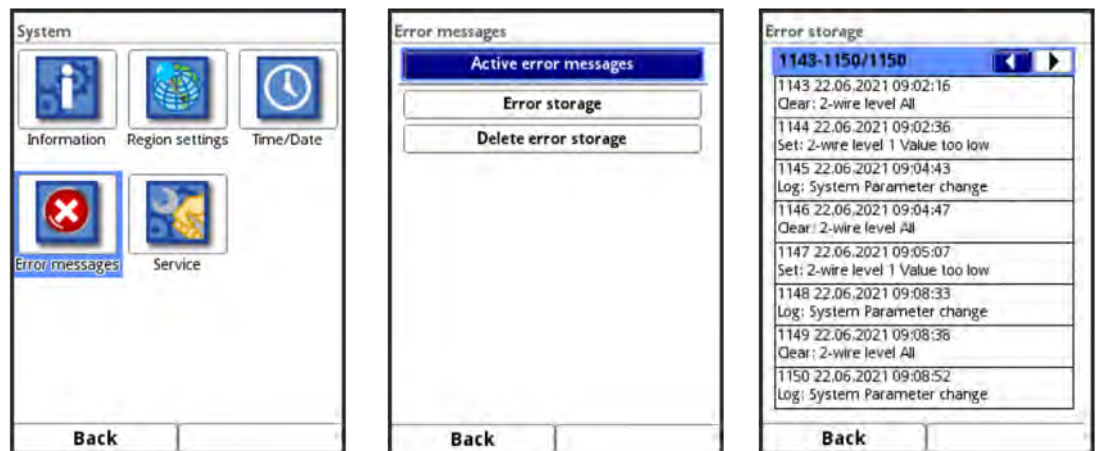 System
Information Region settings Time/Date
Error messages Service
Back
Error messages
Active error messages
Error storage
Delete error storage
Back
Error storage
1143-1150/1150
1143 22.06.2021 09:02:16
Clear: 2-wire level All
1144 22.06.2021 09:02:36
Set: 2-wire level 1 Value too low
1145 22.06.2021 09:04:43
Log: System Parameter change
1146 22.06.2021 09:04:47
Clear: 2-wire level All
1147 22.06.2021 09:05:07
Set: 2-wire level 1 Value too low
1148 22.06.2021 09:08:33
Log: System Parameter change
1149 22.06.2021 09:08:38
Clear: 2-wire level All
1150 22.06.2021 09:08:52
Log: System Parameter change
Back